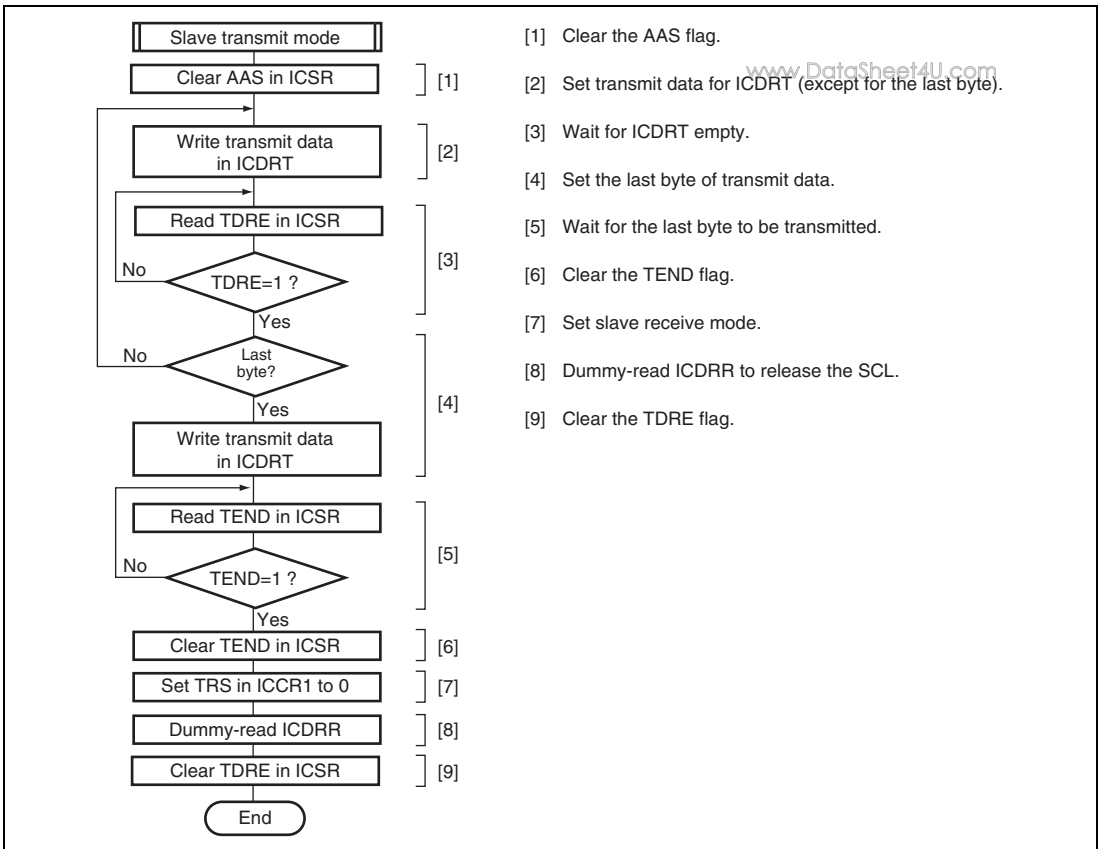 Slave transmit mode
Clear AAS in ICSR
[1]
Write transmit data
in ICDRT
[2]
Read TDRE in ICSR
No
TDRE=1 ?
[3]
Yes
No
Last
byte?
Yes
[4]
Write transmit data
in ICDRT
Read TEND in ICSR
No
TEND=1 ?
[5]
Yes
Clear TEND in ICSR
[6]
Set TRS in ICCR1 to 0
[7]
Dummy-read ICDRR
[8]
Clear TDRE in ICSR
[9]
End
[1] Clear the AAS flag.
www.DataSheet4U.com
[2] Set transmit data for ICDRT (except for the last byte).
[3] Wait for ICDRT empty.
[4] Set the last byte of transmit data.
[5] Wait for the last byte to be transmitted.
[6] Clear the TEND flag.
[7] Set slave receive mode.
[8] Dummy-read ICDRR to release the SCL.
[9] Clear the TDRE flag.